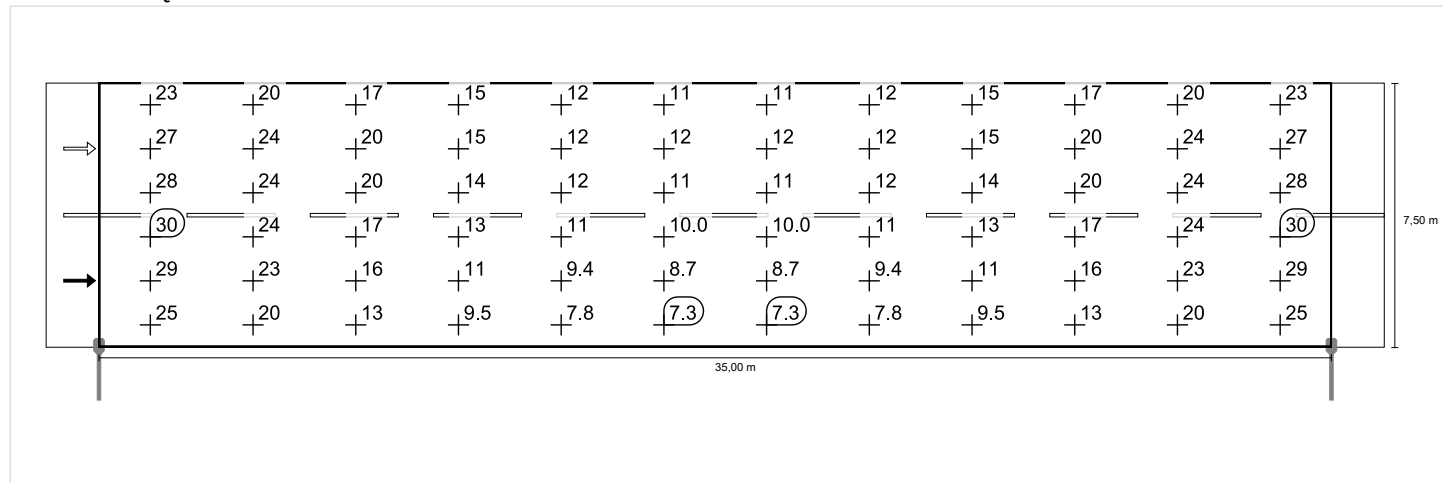 23 20 17 15 12 11 11 12 15 17 20 23
27 24 20 15 12 12 12 12 15 20 24 27
28 24 20 14 12 11 11 12 14 20 24 28
30 24 17 13 11 10.0 10.0 11 13 17 24 30
7,50 m
29 23 16 11 9.4 8.7 8.7 9.4 11 16 23 29
25 20 13 9.5 7.8 7.3 7.3 7.8 9.5 13 20 25
35,00 m